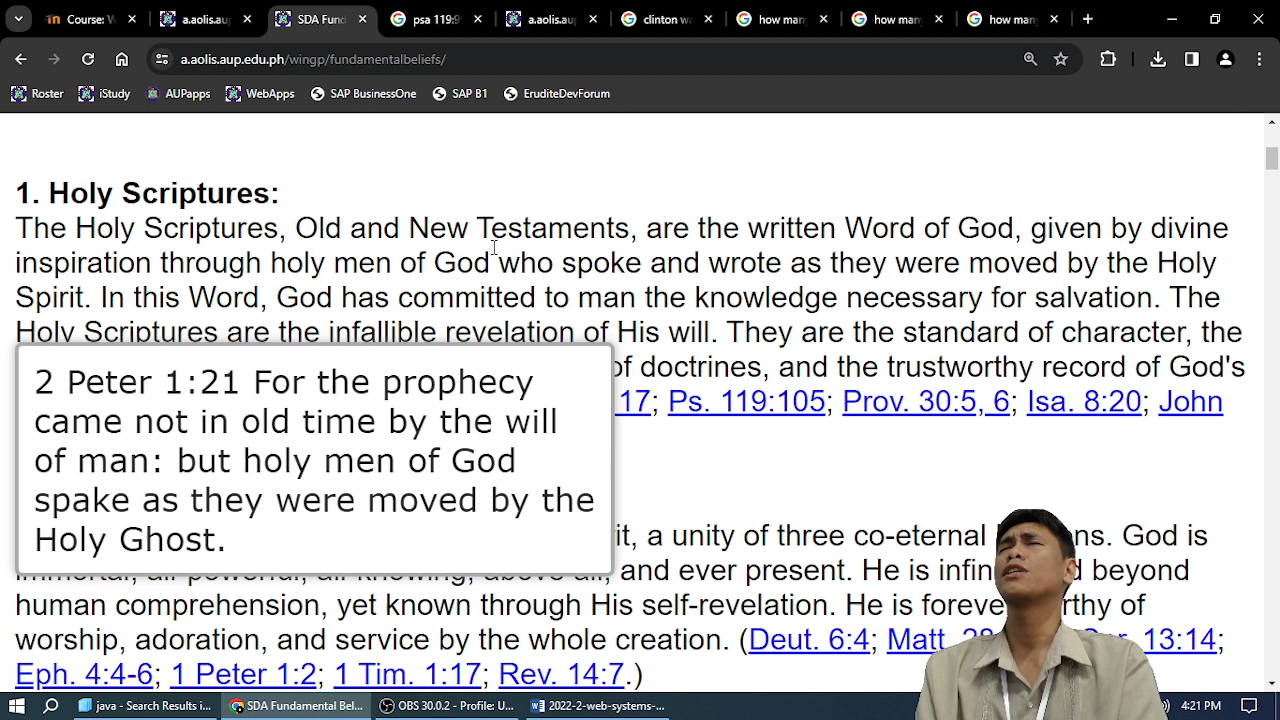 Course: W
a.aolis.aup
SDA Fund
psa 119:9
a.aolis.aup
clinton w
how many
how many
how many
a.aolis.aup.edu.ph/wingp/fundamentalbeliefs/
Roster iStudy AUPapps WebApps SAP BusinessOne SAP B1 EruditeDevForum
1. Holy Scriptures:
The Holy Scriptures, Old and New Testaments, are the written Word of God, given by divine
inspiration through holy men of God who spoke and wrote as they were moved by the Holy
Spirit. In this Word, God has committed to man the knowledge necessary for salvation. The
Holy Scriptures are the infallible revelation of His will. They are the standard of character, the
of doctrines, and the trustworthy record of God's
17; Ps. 119:105; Prov. 30:5, 6; Isa. 8:20; John
2 Peter 1:21 For the prophecy
came not in old time by the will
of man: but holy men of God
spake as they were moved by the
Holy Ghost.
a unity of three co-eternal God is
and ever present. He is beyond
human comprehension, yet known through His self-revelation. He is of
worship, adoration, and service by the whole creation. (Deut. 6:4; Matt. 13:14;
Eph. 4:4-6; 1 Peter 1:2; 1 Tim. 1:17; Rev. 14:7.)
java - Search Results i...
SDA Fundamental Bel...
OBS 30.0.2 - Profile: U...
2022-2-web-systems-...
4:21 PM